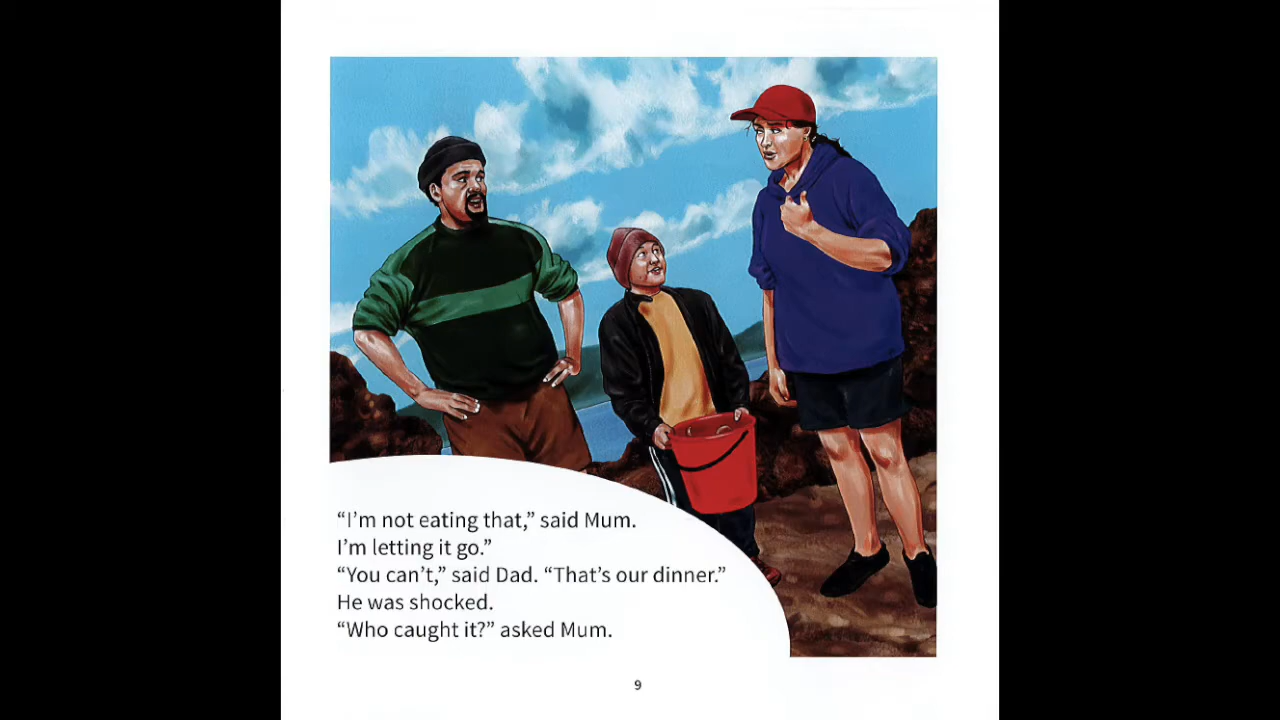 “I’m not eating that,” said Mum.
I’m letting it go.”
“You can’t,” said Dad. “That’s our dinner.”
He was shocked.
“Who caught it?” asked Mum.
9